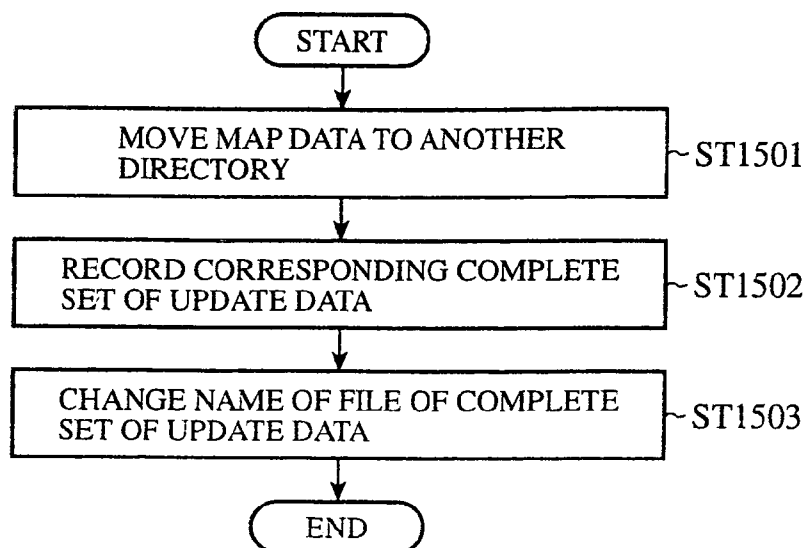 START
MOVE MAP DATA TO ANOTHER
DIRECTORY
ST1501
RECORD CORRESPONDING COMPLETE
SET OF UPDATE DATA
ST1502
CHANGE NAME OF FILE OF COMPLETE
SET OF UPDATE DATA
ST1503
END